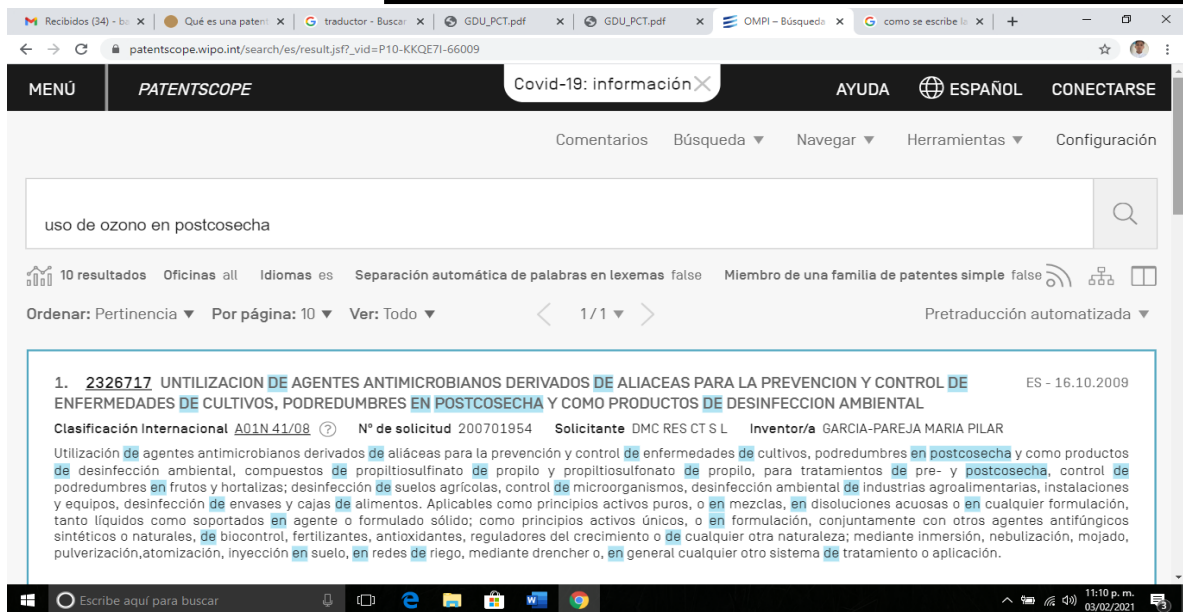 Recibidos (34) - ba
Qué es una patent
traductor - Buscar
GDU_PCT.pdf
GDU_PCT.pdf
OMPI – Búsqueda
como se escribe la
patentscope.wipo.int/search/es/result.jsf?_vid=P10-KKQE7I-66009
MENÚ PATENTSCOPE Covid-19: información AYUDA ESPAÑOL CONECTARSE
Comentarios Búsqueda Navegar Herramientas Configuración
uso de ozono en postcosecha
10 resultados Oficinas all Idiomas es Separación automática de palabras en lexemas false Miembro de una familia de patentes simple false
Ordenar: Pertinencia Por página: 10 Ver: Todo 1/1 Pretraducción automatizada
1. 2326717 UNTILIZACION DE AGENTES ANTIMICROBIANOS DERIVADOS DE ALIACEAS PARA LA PREVENCION Y CONTROL DE ES - 16.10.2009
ENFERMEDADES DE CULTIVOS, PODREDUMBRES EN POSTCOSECHA Y COMO PRODUCTOS DE DESINFECCION AMBIENTAL
Clasificación Internacional A01N 41/08 ? N° de solicitud 200701954 Solicitante DMC RES CT S L Inventor/a GARCIA-PAREJA MARIA PILAR
Utilización de agentes antimicrobianos derivados de aliáceas para la prevención y control de enfermedades de cultivos, podredumbres en postcosecha y como productos
de desinfección ambiental, compuestos de propiltiosulfinato de propilo y propiltiosulfonato de propilo, para tratamientos de pre- y postcosecha, control de
podredumbres en frutos y hortalizas; desinfección de suelos agrícolas, control de microorganismos, desinfección ambiental de industrias agroalimentarias, instalaciones
y equipos, desinfección de envases y cajas de alimentos. Aplicables como principios activos puros, o en mezclas, en disoluciones acuosas o en cualquier formulación,
tanto líquidos como soportados en agente o formulado sólido; como principios activos únicos, o en formulación, conjuntamente con otros agentes antifúngicos
sintéticos o naturales, de biocontrol, fertilizantes, antioxidantes, reguladores del crecimiento o de cualquier otra naturaleza; mediante inmersión, nebulización, mojado,
pulverización,atomización, inyección en suelo, en redes de riego, mediante drencher o, en general cualquier otro sistema de tratamiento o aplicación.
Escribe aquí para buscar
11:10 p. m.
03/02/2021